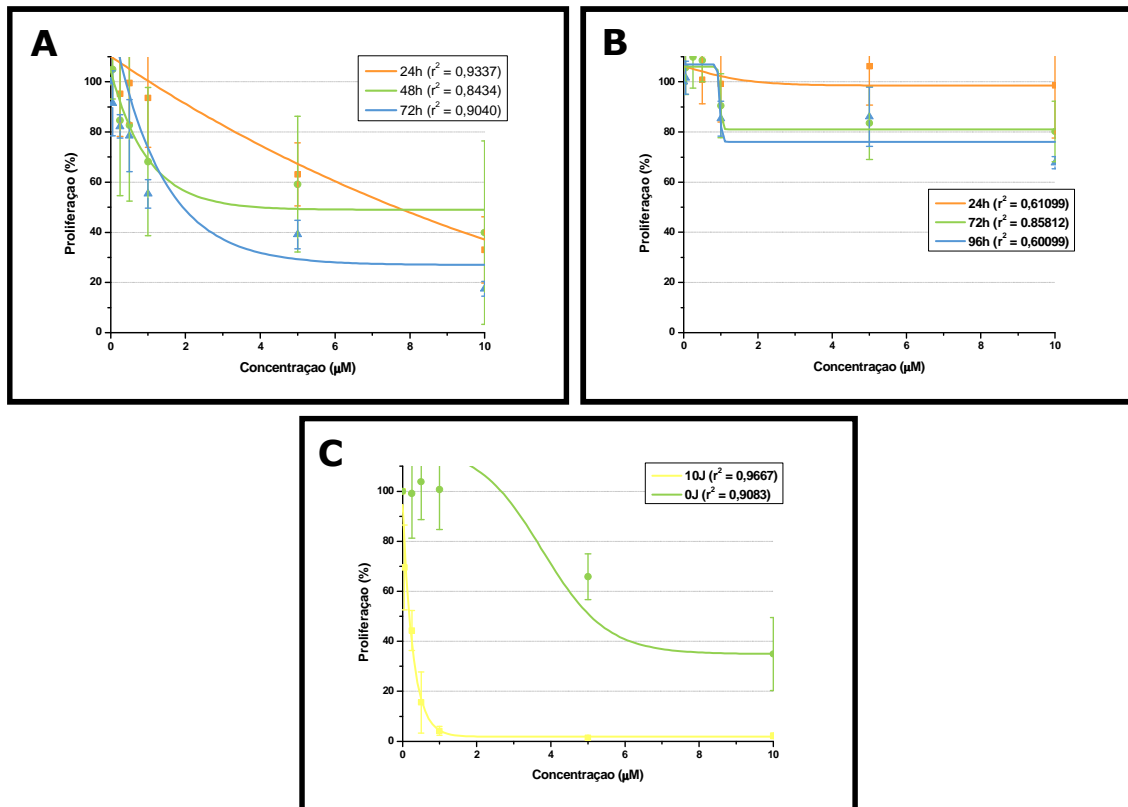 A
24h (r² = 0,9337)
48h (r² = 0,8434)
72h (r² = 0,9040)
100
80
60
40
20
0
0 2 4 6 8 10
Proliferaçao (%)
Concentraçao (µM)
B
24h (r² = 0,61099)
72h (r² = 0.85812)
96h (r² = 0,60099)
100
80
60
40
20
0
0 2 4 6 8 10
Proliferaçao (%)
Concentraçao (µM)
C
10J (r² = 0,9667)
0J (r² = 0,9083)
100
80
60
40
20
0
0 2 4 6 8 10
Proliferaçao (%)
Concentraçao (µM)